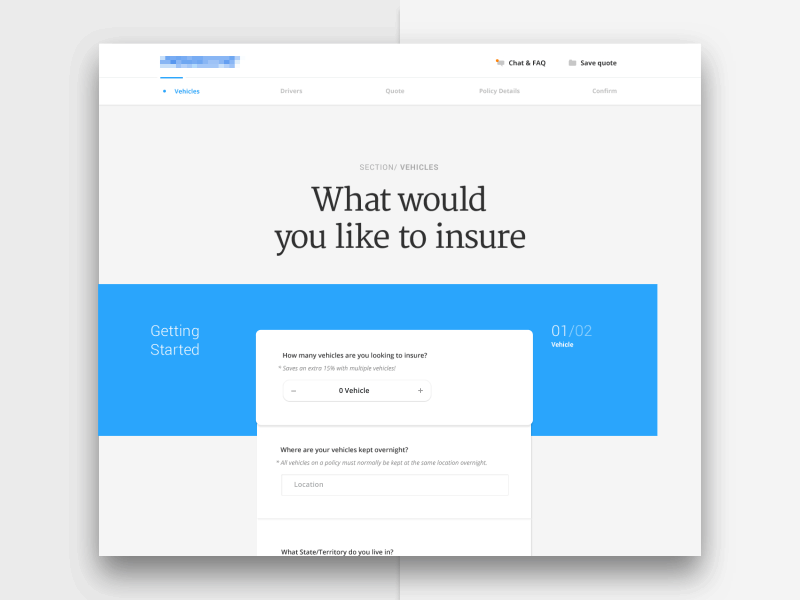 Chat & FAQ
Save quote
Vehicles
Drivers
Quote
Policy Details
Confirm
SECTION/ VEHICLES
What would
you like to insure
Getting
Started
01/02
Vehicle
How many vehicles are you looking to insure?
* Saves an extra 15% with multiple vehicles!
− 0 Vehicle +
Where are your vehicles kept overnight?
* All vehicles on a policy must normally be kept at the same location overnight.
Location
What State/Territory do you live in?